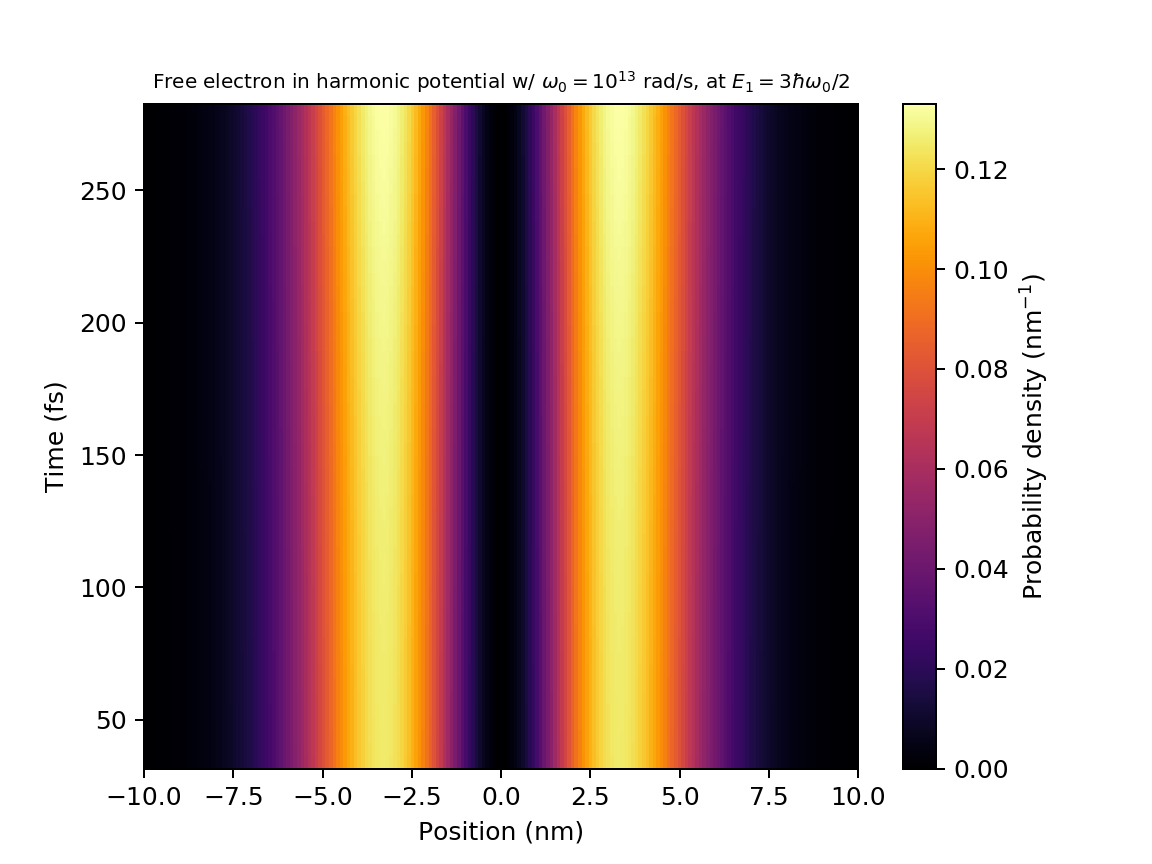 Free electron in harmonic potential w/ ω₀ = 10¹³ rad/s, at E₁ = 3ħω₀/2
250
200
150
100
50
Time (fs)
−10.0 −7.5 −5.0 −2.5 0.0 2.5 5.0 7.5 10.0
Position (nm)
0.12
0.10
0.08
0.06
0.04
0.02
0.00
Probability density (nm⁻¹)